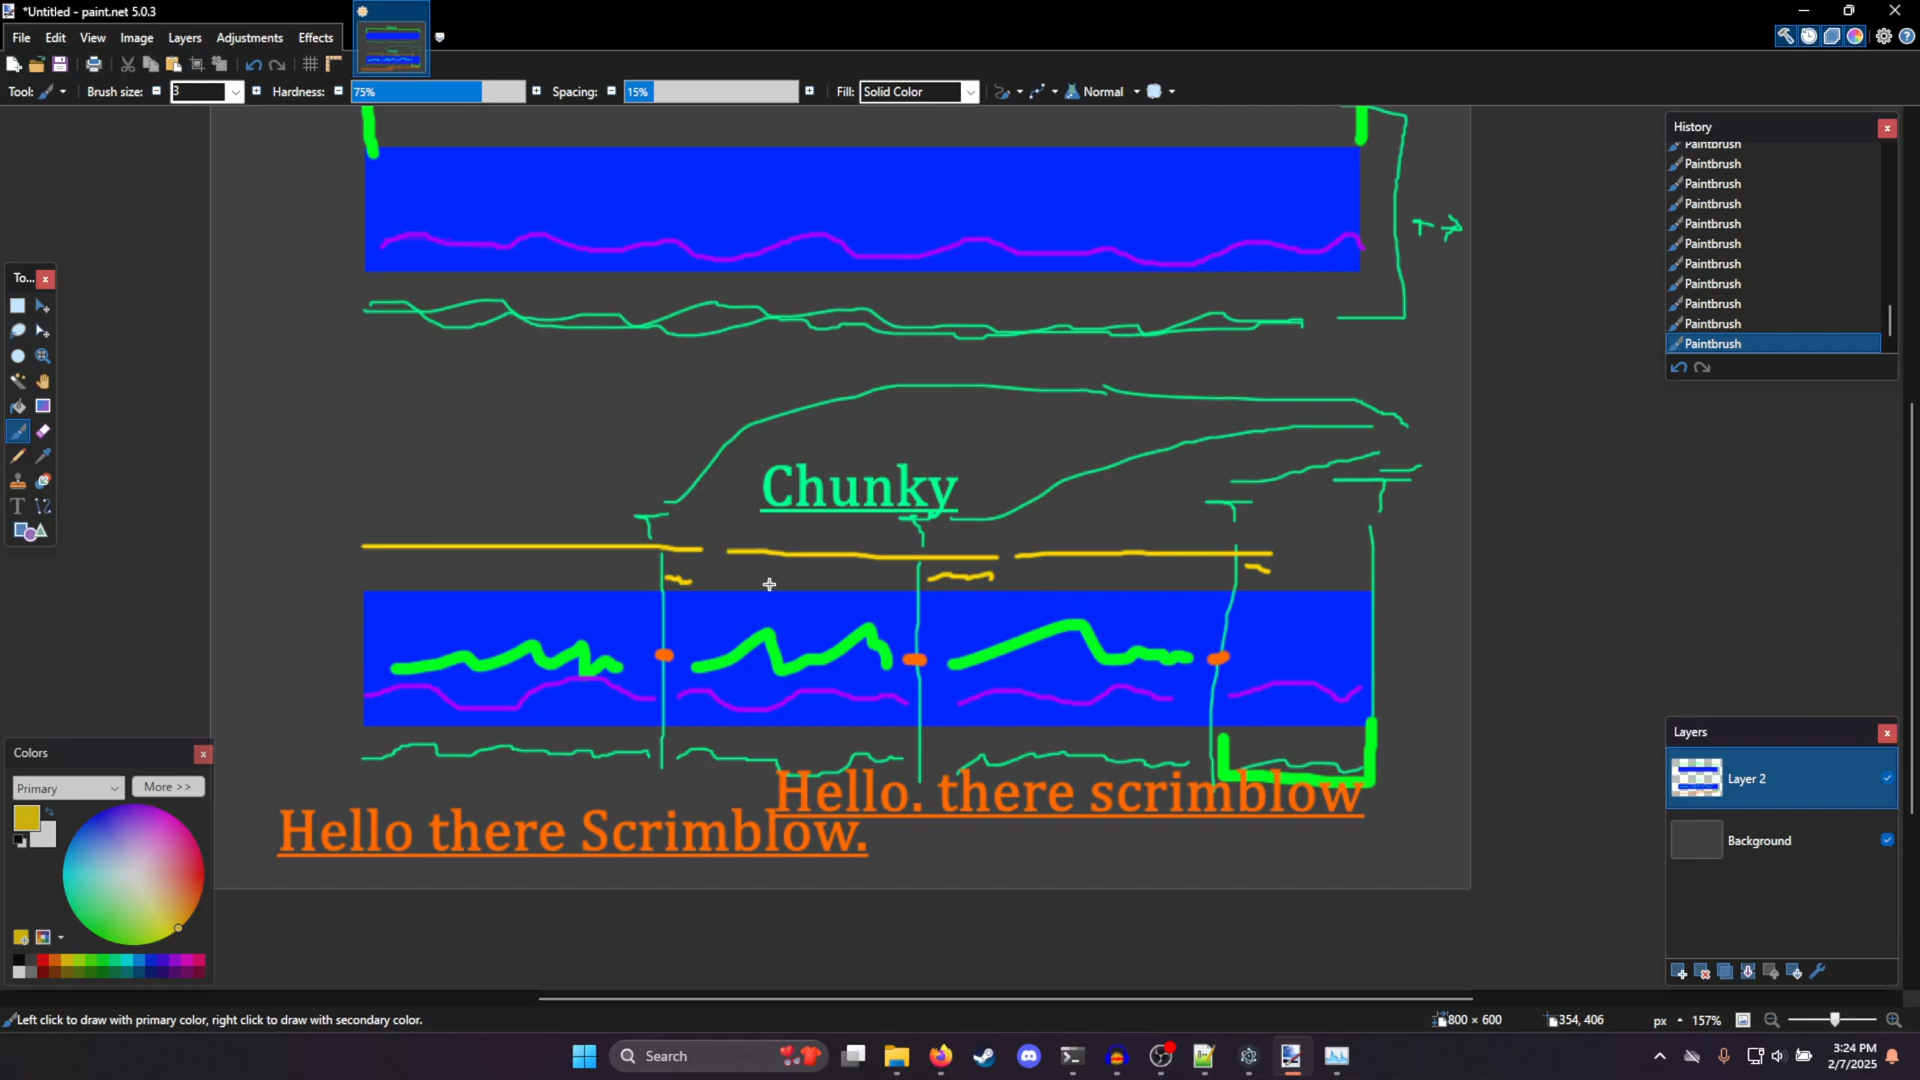 *Untitled - paint.net 5.0.3
File Edit View Image Layers Adjustments Effects
Tool: Brush size: 3 Hardness: 75% Spacing: 15% Fill: Solid Color Normal
History
Paintbrush
Paintbrush
Paintbrush
Paintbrush
Paintbrush
Paintbrush
Paintbrush
Paintbrush
Paintbrush
Paintbrush
Paintbrush
To...
Chunky
Hello. there scrimblow
Hello there Scrimblow.
Colors
Primary
More >>
Layers
Layer 2
Background
Left click to draw with primary color, right click to draw with secondary color.
800 × 600
354, 406
px
157%
Search
3:24 PM
2/7/2025